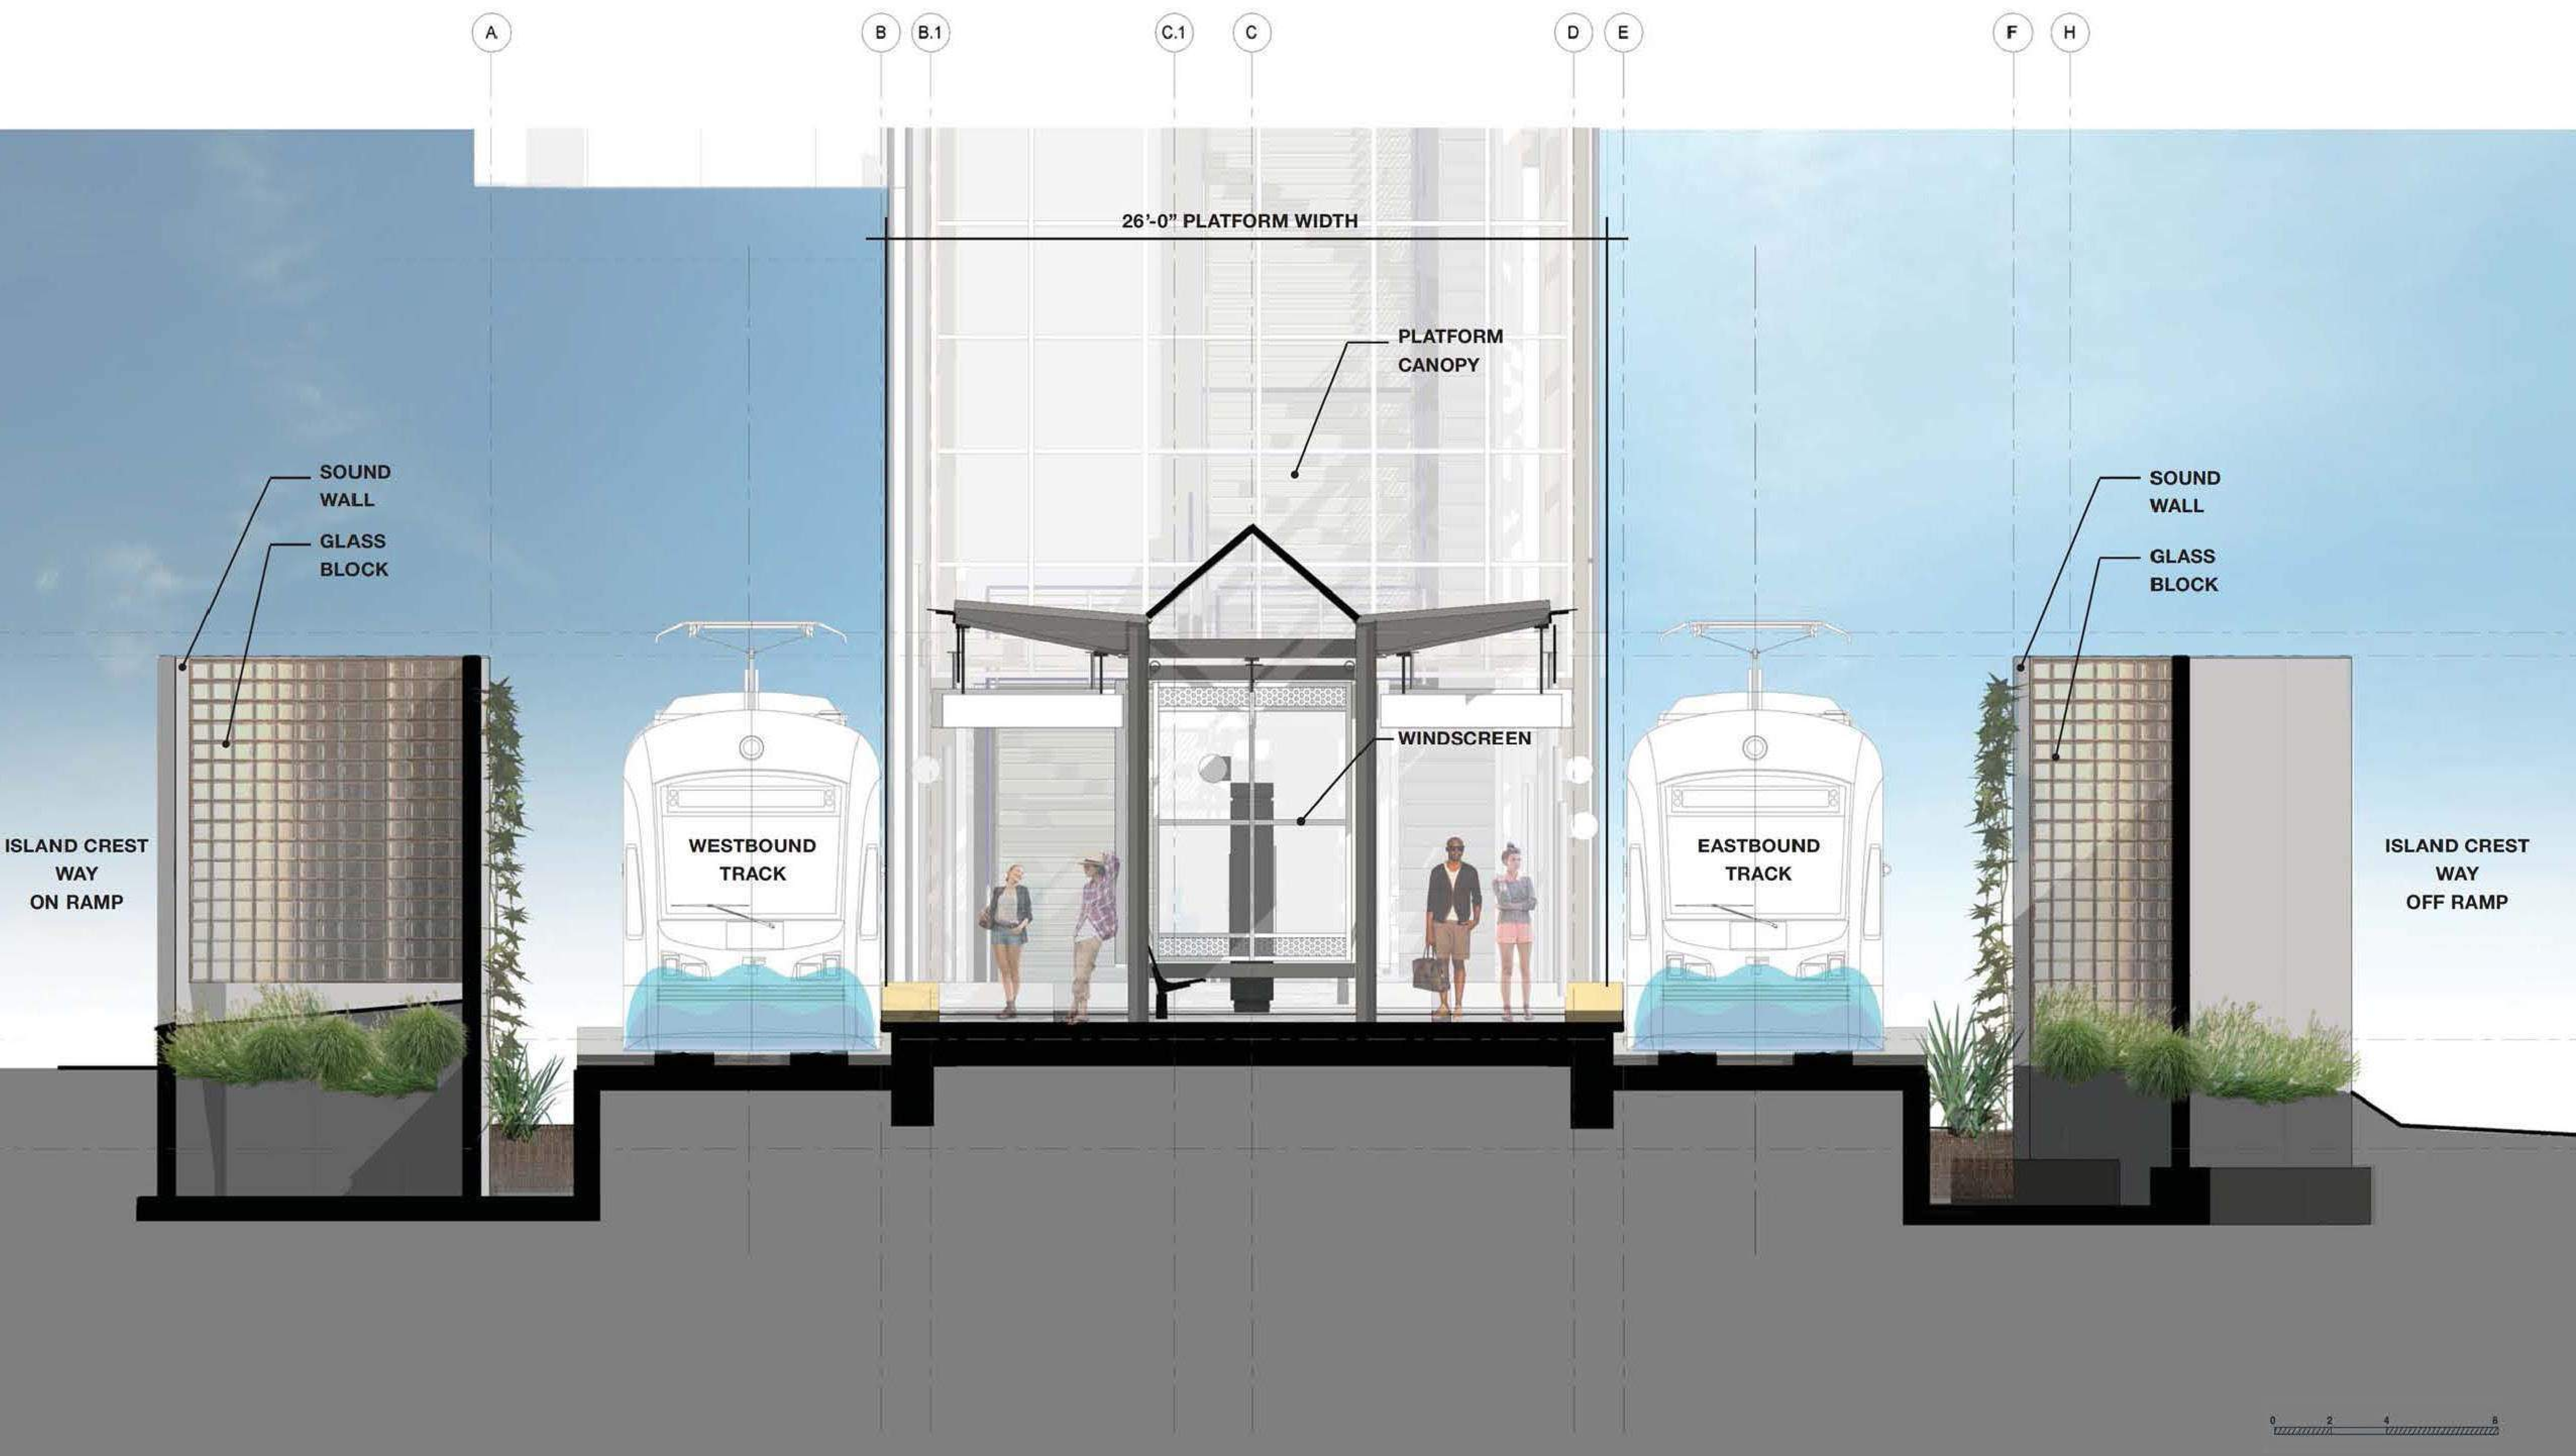 A B B.1 C.1 C D E F H
26’-0” PLATFORM WIDTH
PLATFORM
CANOPY
SOUND
WALL
GLASS
BLOCK
SOUND
WALL
GLASS
BLOCK
WINDSCREEN
ISLAND CREST
WAY
ON RAMP
WESTBOUND
TRACK
EASTBOUND
TRACK
ISLAND CREST
WAY
OFF RAMP
0 2 4 8